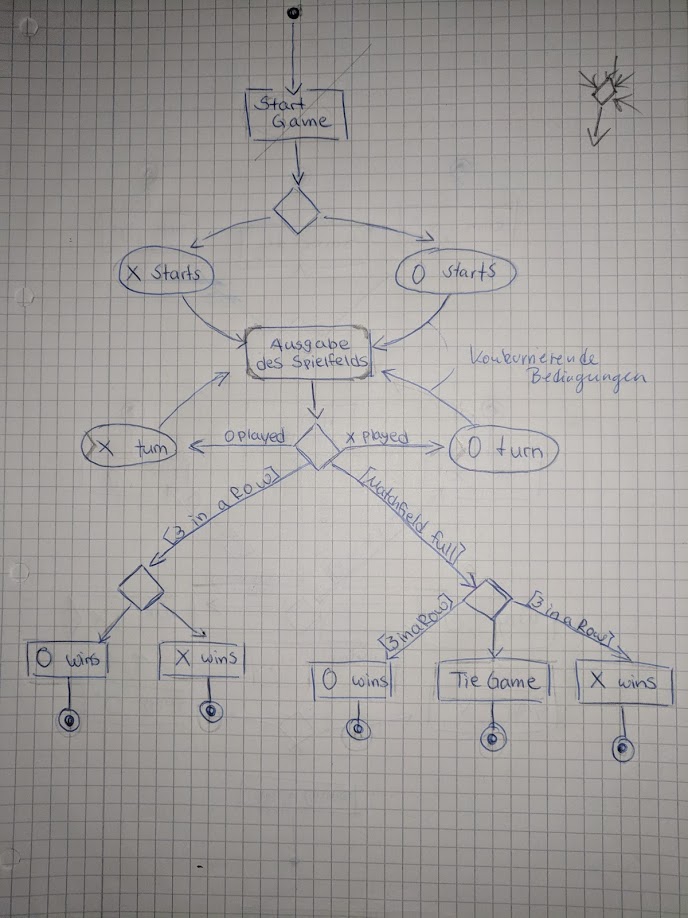 Start
Game
X starts
O starts
Ausgabe
des Spielfelds
Konkurrierende
Bedingungen
X turn
O played
X played
O turn
[3 in a Row]
[Matchfield full]
[3 in a Row]
[3 in a Row]
O wins
X wins
O wins
Tie Game
X wins